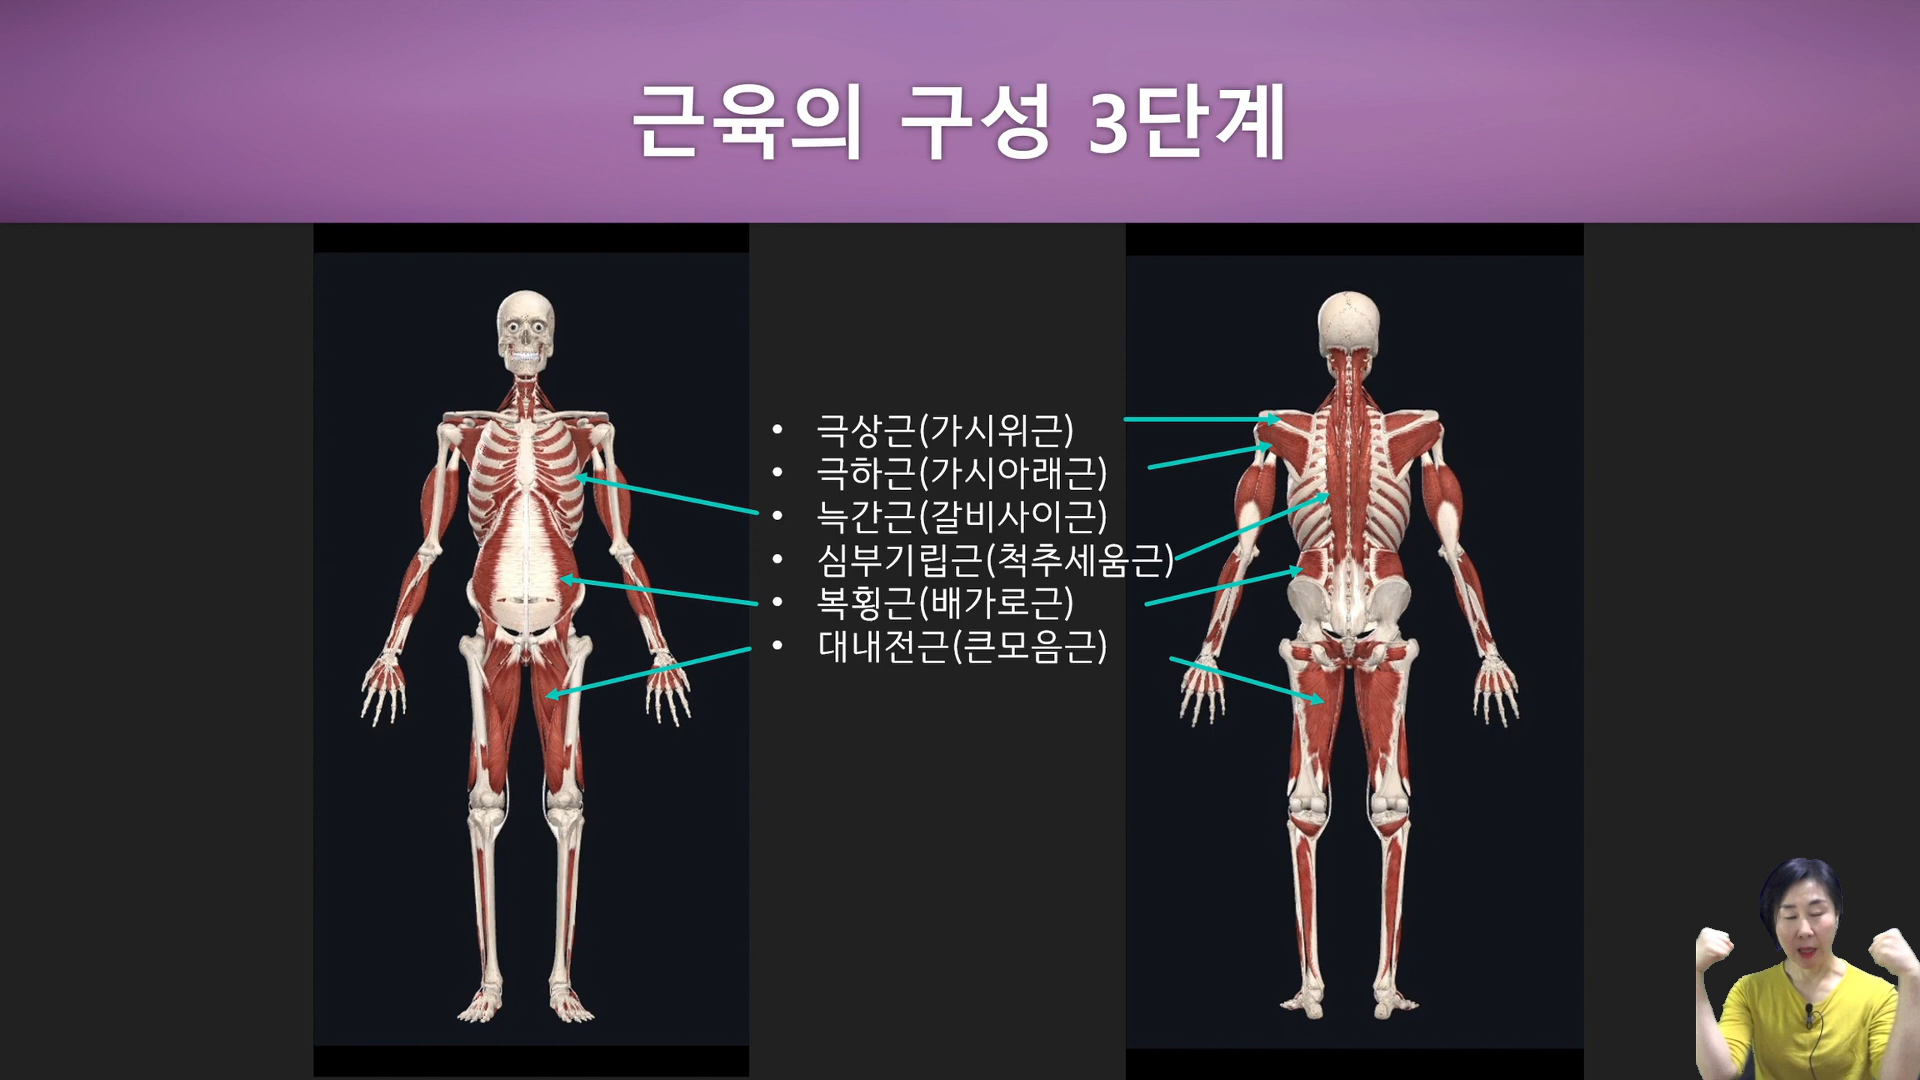 근육의 구성 3단계
• 극상근(가시위근)
• 극하근(가시아래근)
• 늑간근(갈비사이근)
• 심부기립근(척추세움근)
• 복횡근(배가로근)
• 대내전근(큰모음근)